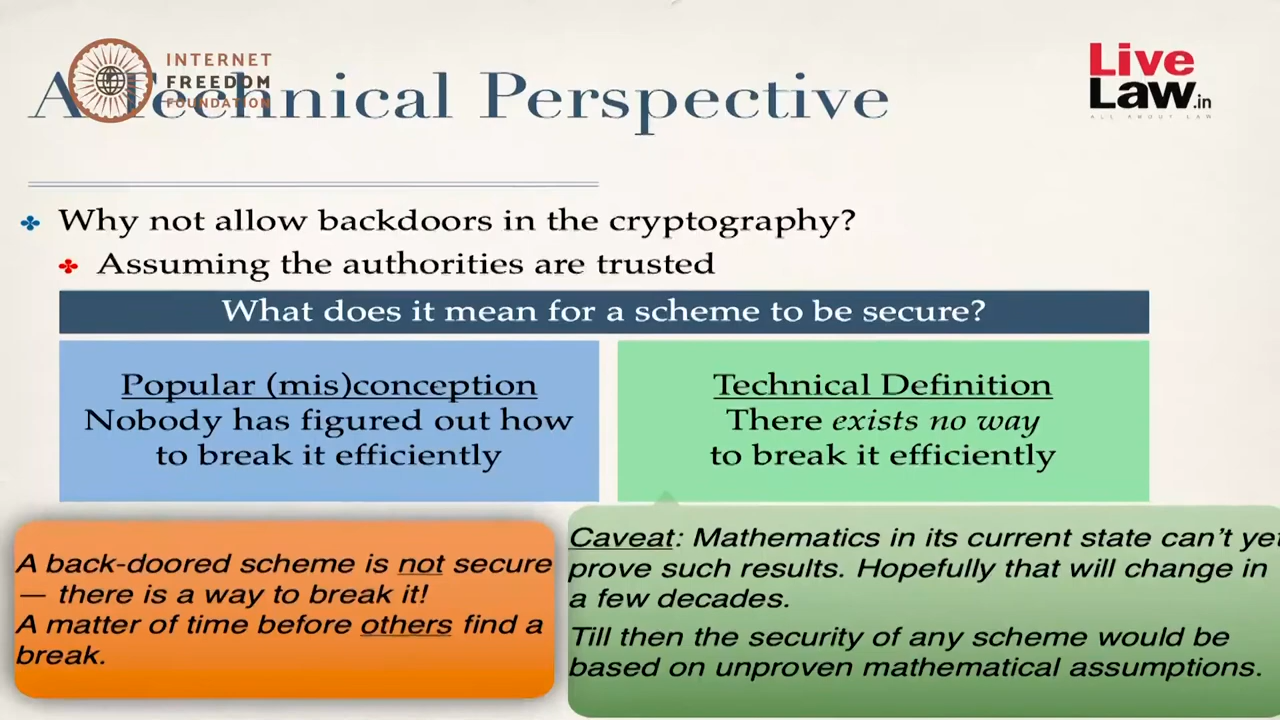 INTERNET
FREEDOM
FOUNDATION
A Technical Perspective
Live
Law.in
ALL ABOUT LAW
Why not allow backdoors in the cryptography?
Assuming the authorities are trusted
What does it mean for a scheme to be secure?
Popular (mis)conception
Nobody has figured out how
to break it efficiently
Technical Definition
There exists no way
to break it efficiently
A back-doored scheme is not secure
— there is a way to break it!
A matter of time before others find a
break.
Caveat: Mathematics in its current state can't yet
prove such results. Hopefully that will change in
a few decades.
Till then the security of any scheme would be
based on unproven mathematical assumptions.